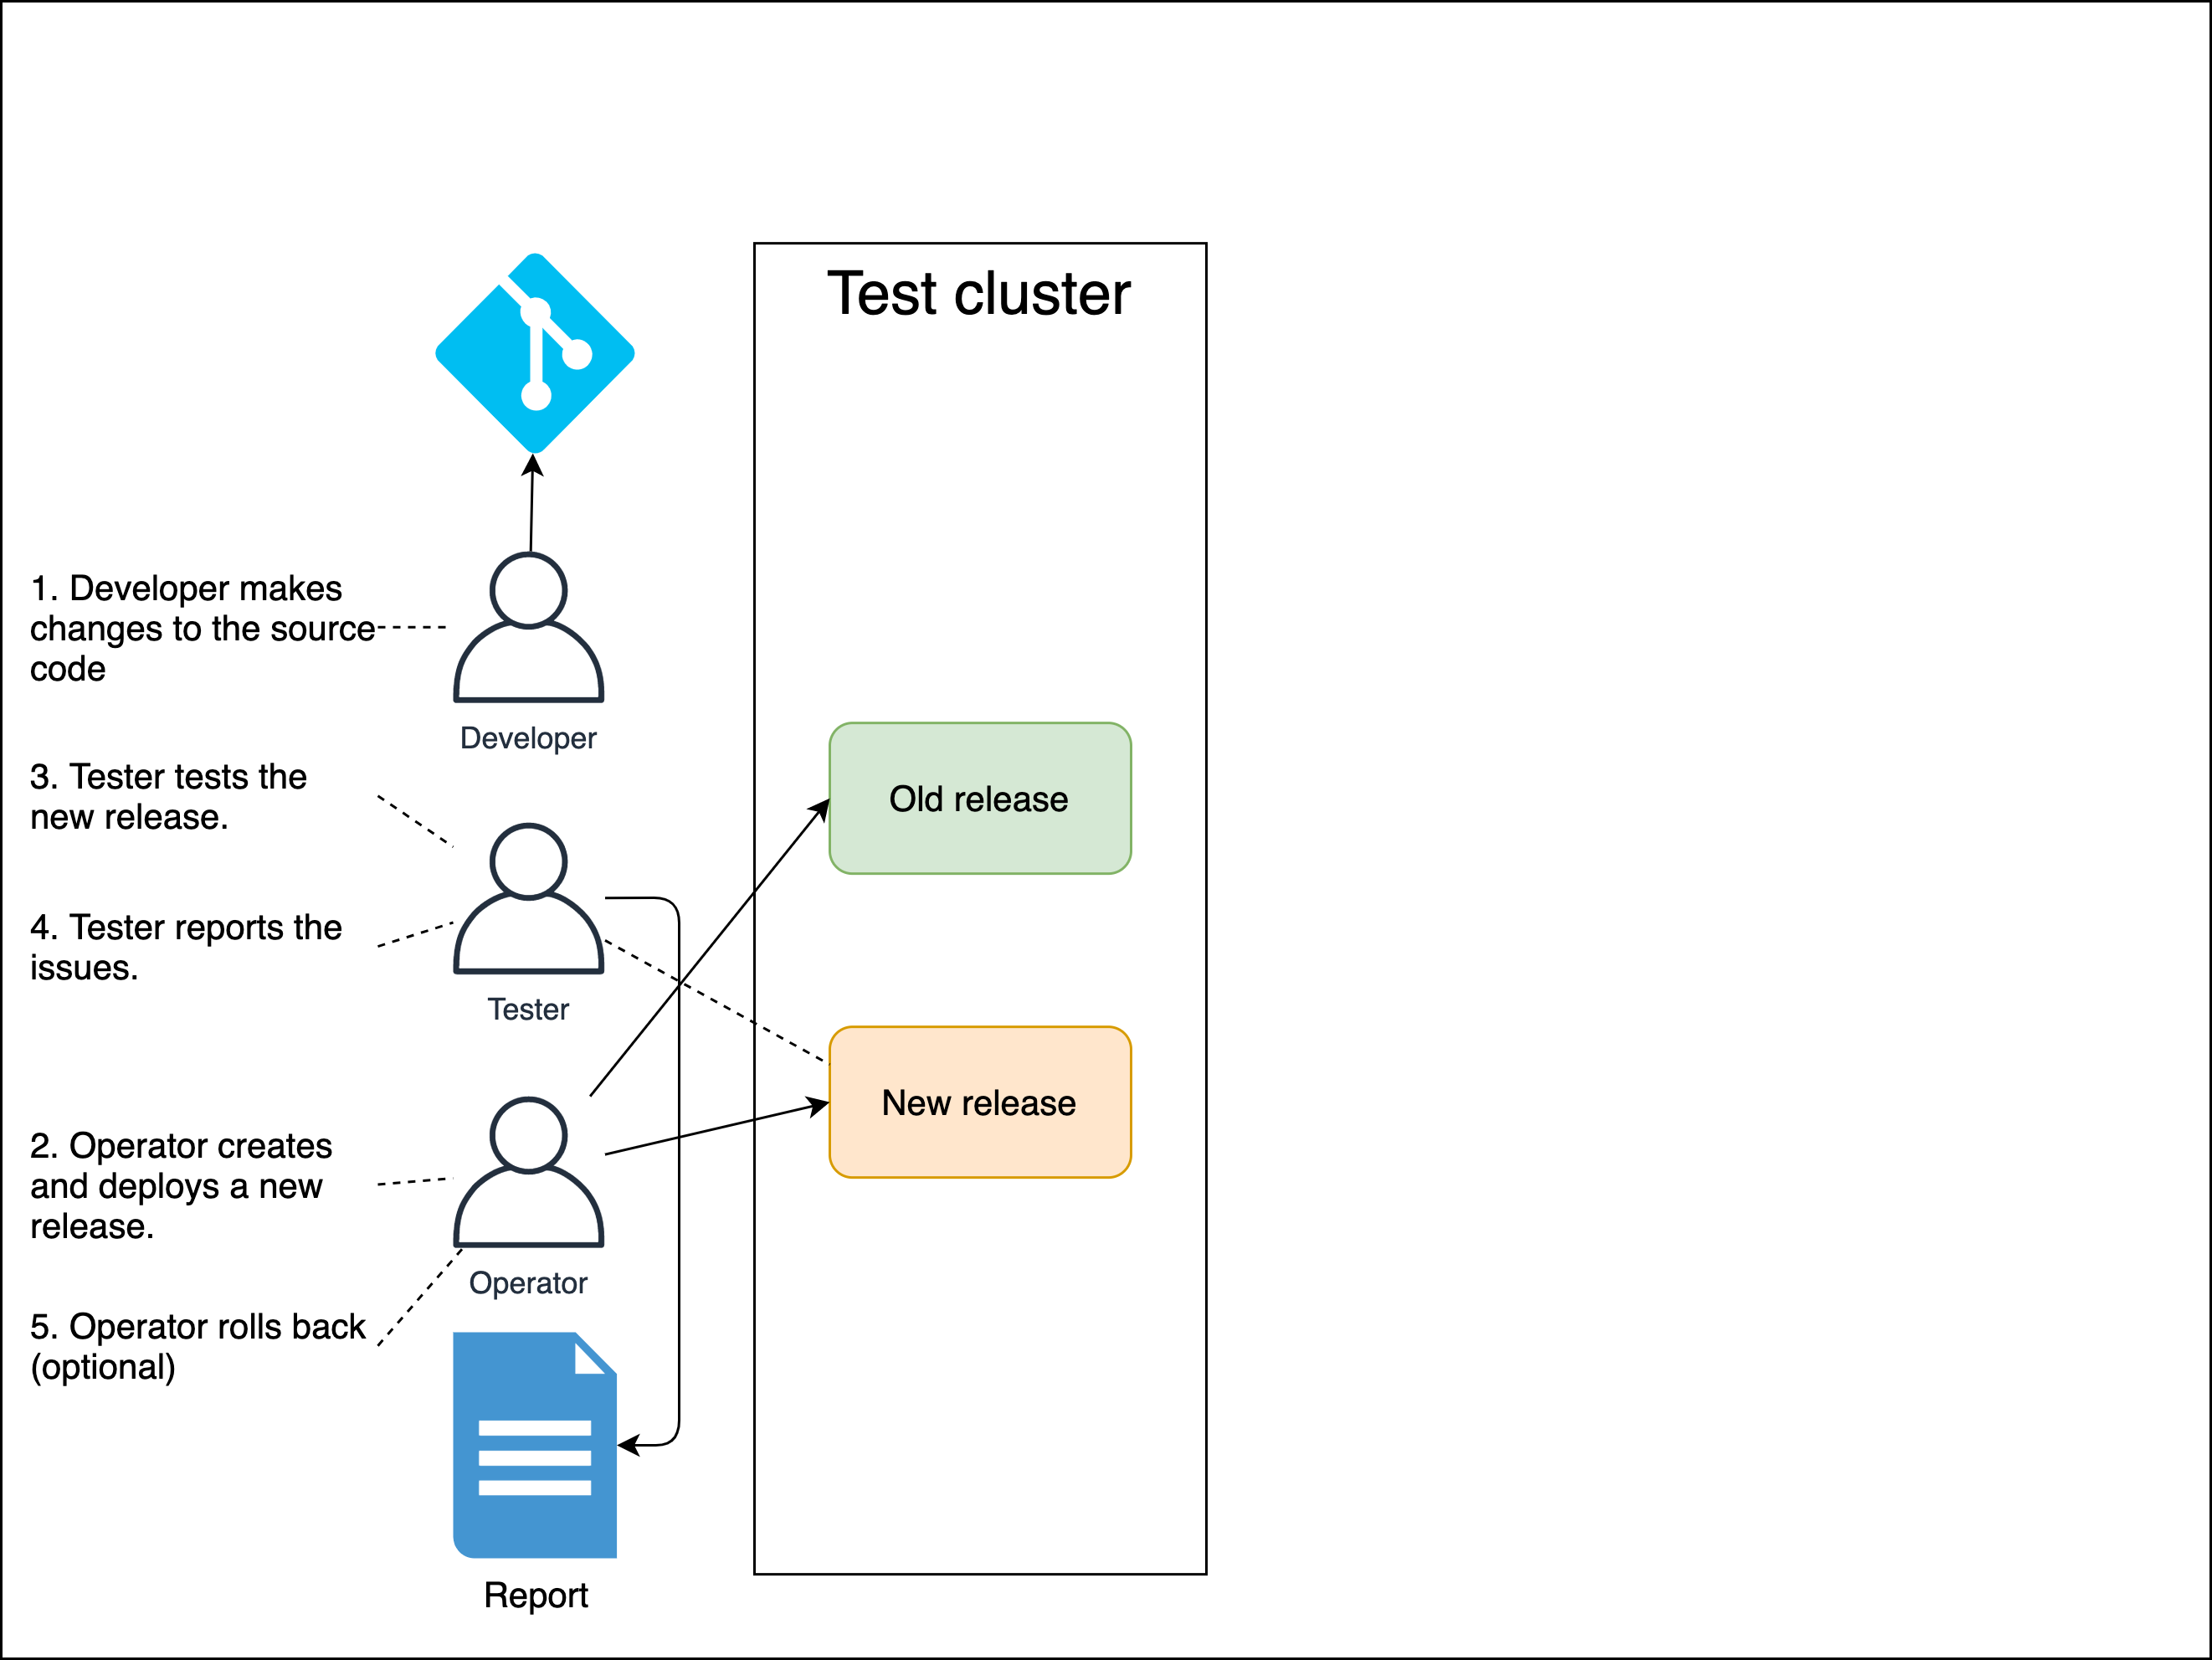 Test cluster
1. Developer makes
changes to the source
code
Developer
3. Tester tests the
new release.
Old release
4. Tester reports the
issues.
Tester
New release
2. Operator creates
and deploys a new
release.
Operator
5. Operator rolls back
(optional)
Report